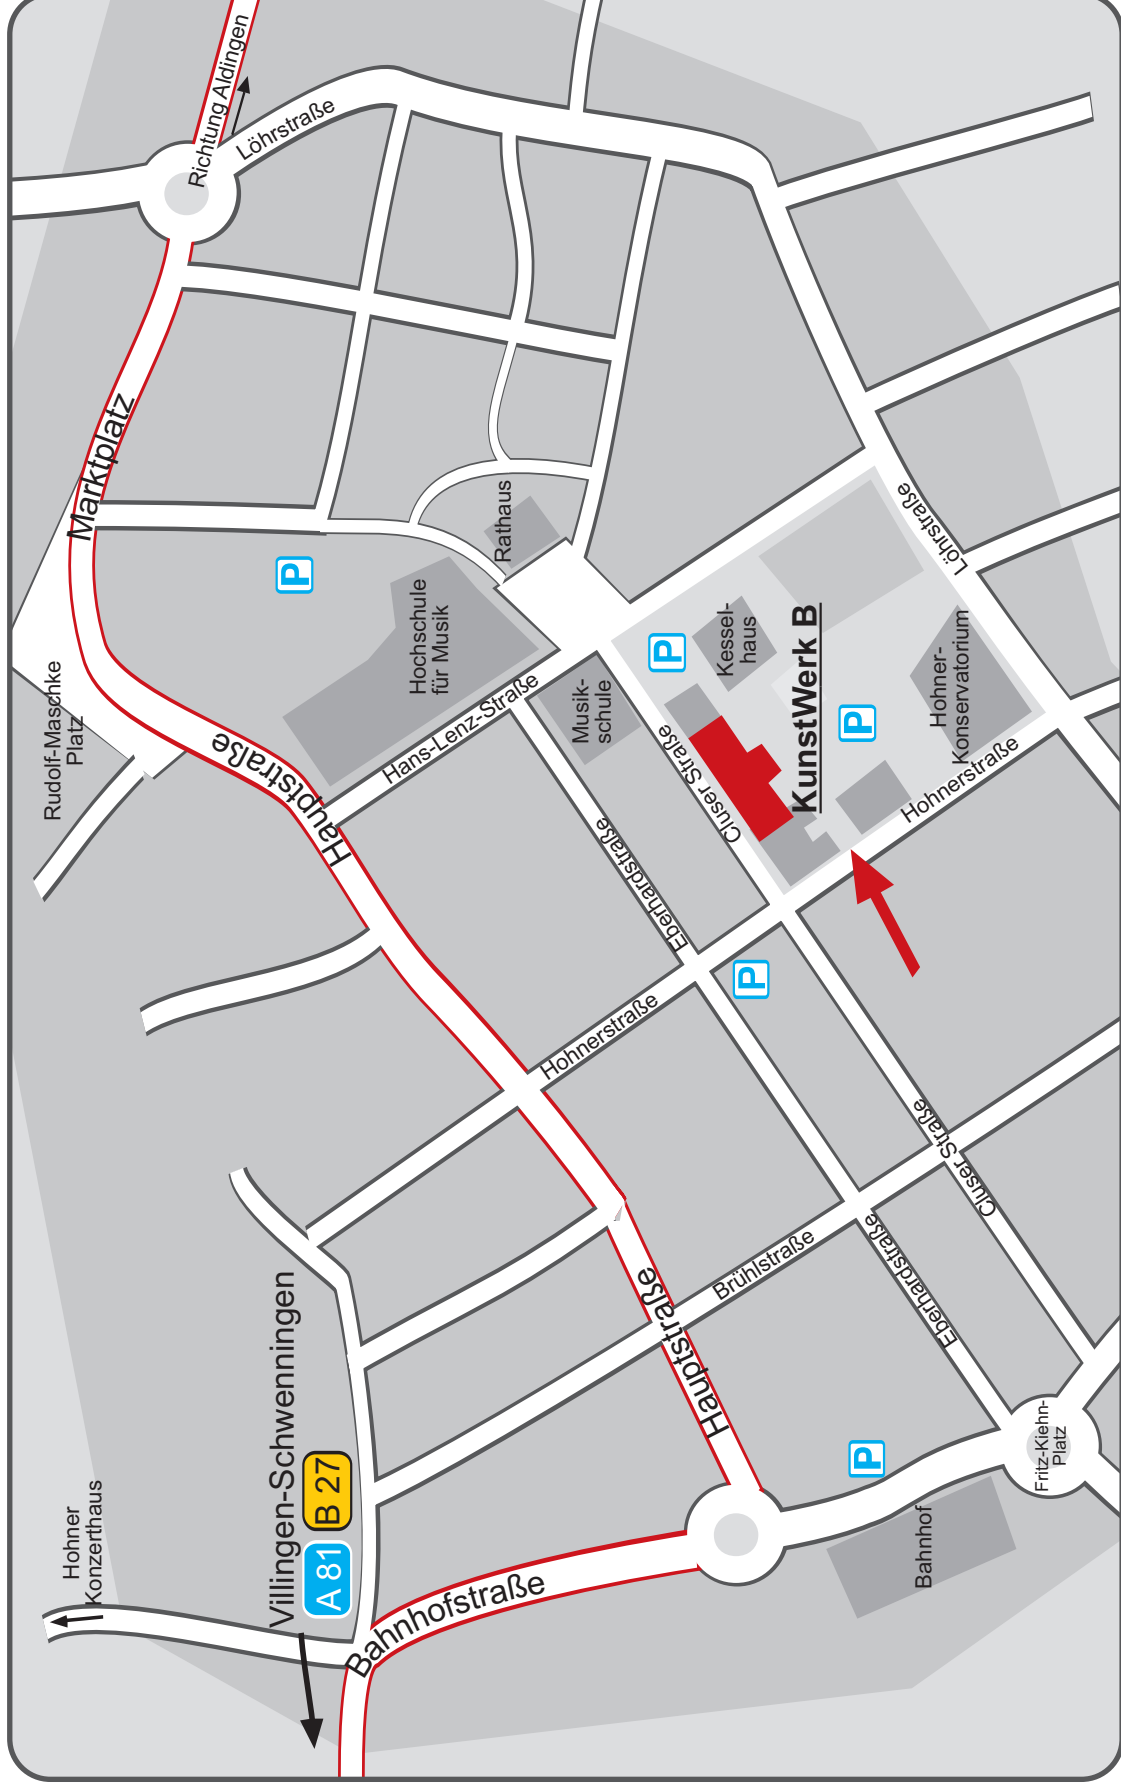 Hohner
Konzerthaus
Villingen-Schwenningen
A 81
B 27
Bahnhofstraße
Rudolf-Maschke
Platz
Marktplatz
Richtung Aldingen
Löhrstraße
Hauptstraße
Hauptstraße
P
Hochschule
für Musik
Rathaus
Hans-Lenz-Straße
Musik-
schule
Hohnerstraße
Eberhardstraße
Cluser Straße
P
Kessel-
haus
KunstWerk B
P
Hohner-
Konservatorium
Löhrstraße
Hohnerstraße
P
Brühlstraße
Eberhardstraße
Cluser Straße
P
Bahnhof
Fritz-Kiehn-
Platz